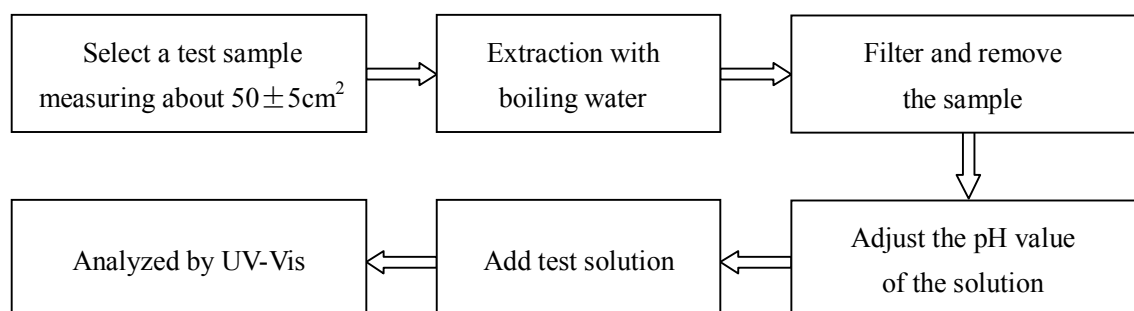 Select a test sample
measuring about 50±5cm²
Extraction with
boiling water
Filter and remove
the sample
Adjust the pH value
of the solution
Add test solution
Analyzed by UV-Vis